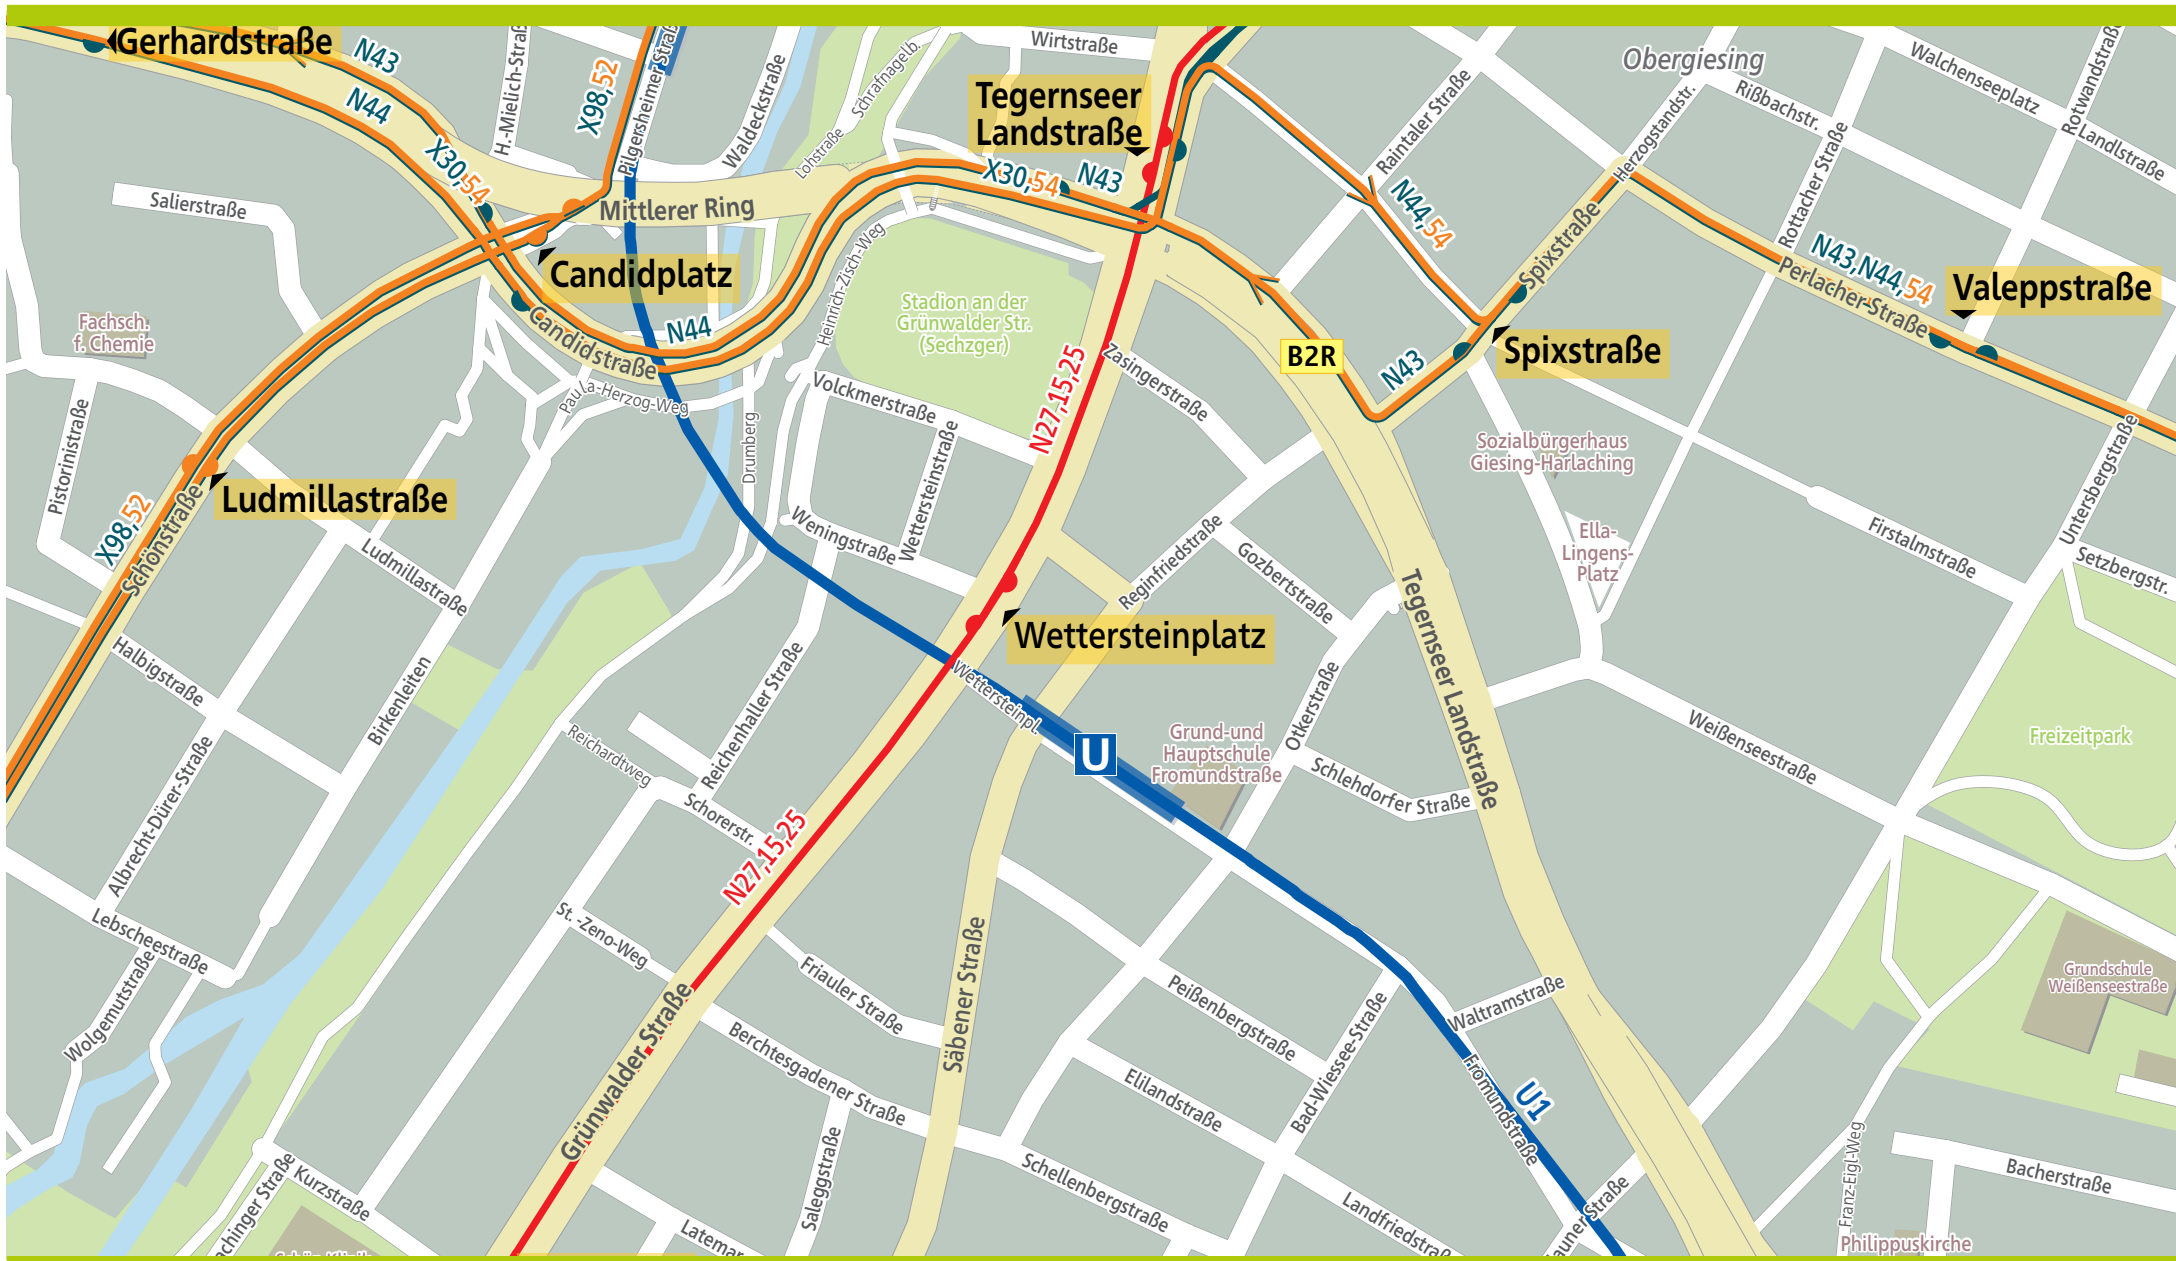 Gerhardstraße
N43
N44
X98,52
H.-Mielich-Straß
Pilgersheimer Straße
Waldeckstraße
Schrafnagelb.
Lohstraße
Wirtstraße
Tegernseer
Landstraße
Raintaler Straße
Obergiesing
Herzogstandstr.
Rißbachstr.
Walchenseeplatz
Rotwandstraße
Landlstraße
Rottacher Straße
X30,54
Salierstraße
Mittlerer Ring
X30,54
N43
N44,54
Spixstraße
N43,N44,54
Perlacher-Straße
Valeppstraße
Candidplatz
Candidstraße
N44
Heinrich-Zisch-Weg
Stadion an der
Grünwalder Str.
(Sechzger)
Fachsch.
f. Chemie
B2R
N43
Spixstraße
Zasingerstraße
N27,15,25
Paula-Herzog-Weg
Volckmerstraße
Wettersteinstraße
Drumberg
Pistorinistraße
Ludmillastraße
X98,52
Schönstraße
Sozialbürgerhaus
Giesing-Harlaching
Untersbergstraße
Weningstraße
Ella-
Lingens-
Platz
Firstalmstraße
Setzbergstr.
Ludmillastraße
Reginfriedstraße
Gozbertstraße
Tegernseer Landstraße
Wettersteinplatz
Halbigstraße
Birkenleiten
Reichenhaller Straße
Wettersteinpl.
Otkerstraße
Weißenseestraße
Freizeitpark
Reichardtweg
U
Grund-und
Hauptschule
Fromundstraße
Schlehdorfer Straße
Albrecht-Dürer-Straße
Schorerstr.
N27,15,25
Lebscheestraße
St.-Zeno-Weg
Wolgemutstraße
Friauler Straße
Säbener Straße
Peißenbergstraße
Bad-Wiessee-Straße
Waltramstraße
Grundschule
Weißenseestraße
Grünwalder Straße
Berchtesgadener Straße
Elilandstraße
Fromundstraße
U1
Saleggstraße
Schellenbergstraße
Landfriedstraß
Franz-Eigl-Weg
Bacherstraße
Kurzstraße
achinger Straße
Latemar
auner Straße
Philippuskirche